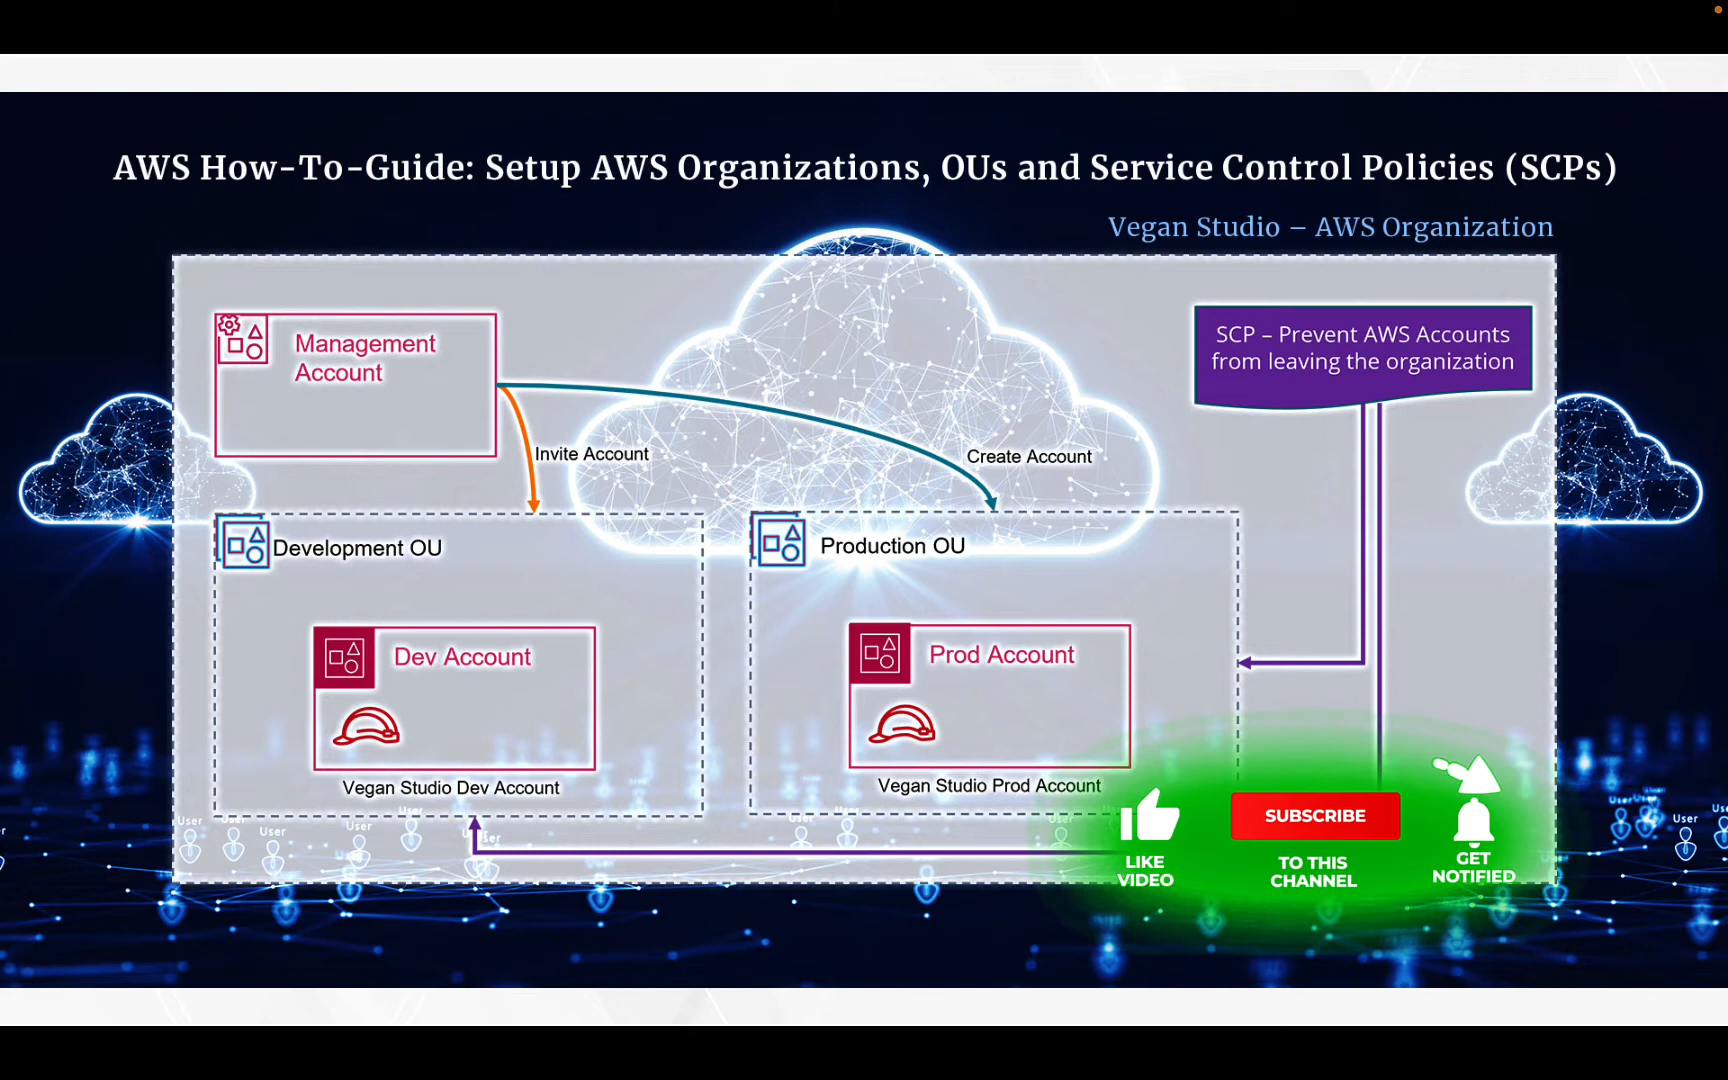 AWS How-To-Guide: Setup AWS Organizations, OUs and Service Control Policies (SCPs)
Vegan Studio – AWS Organization
Management
Account
SCP – Prevent AWS Accounts
from leaving the organization
Invite Account
Create Account
Development OU
Production OU
Dev Account
Prod Account
Vegan Studio Dev Account
Vegan Studio Prod Account
SUBSCRIBE
LIKE
VIDEO
TO THIS
CHANNEL
GET
NOTIFIED
User
User
User
User
User
User